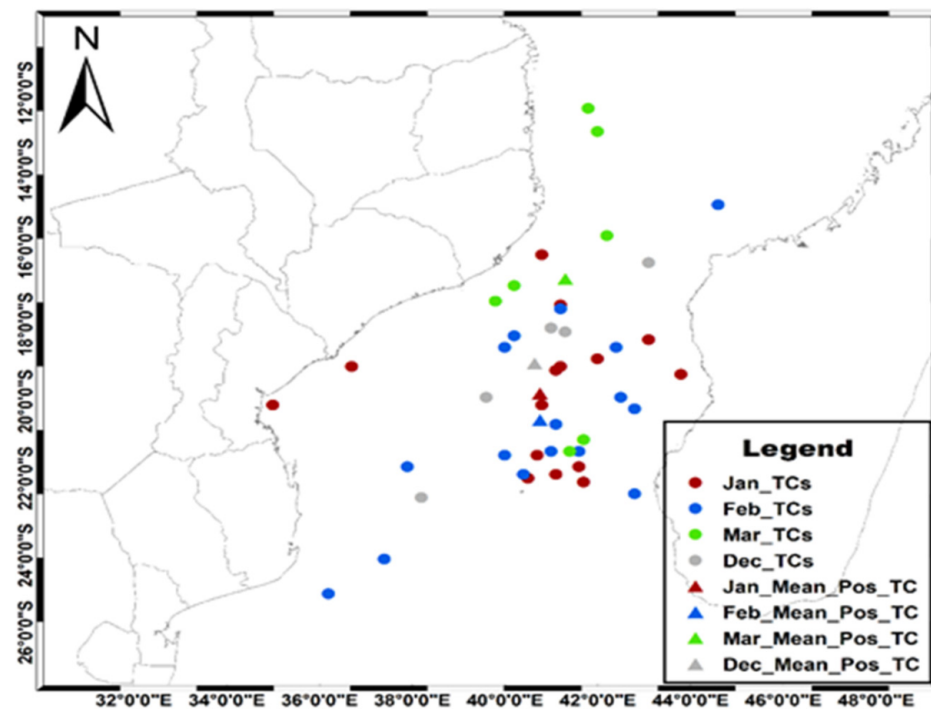 N
12°0'0"S
14°0'0"S
16°0'0"S
18°0'0"S
20°0'0"S
22°0'0"S
24°0'0"S
26°0'0"S
Legend
Jan_TCs
Feb_TCs
Mar_TCs
Dec_TCs
Jan_Mean_Pos_TC
Feb_Mean_Pos_TC
Mar_Mean_Pos_TC
Dec_Mean_Pos_TC
32°0'0"E 34°0'0"E 36°0'0"E 38°0'0"E 40°0'0"E 42°0'0"E 44°0'0"E 46°0'0"E 48°0'0"E